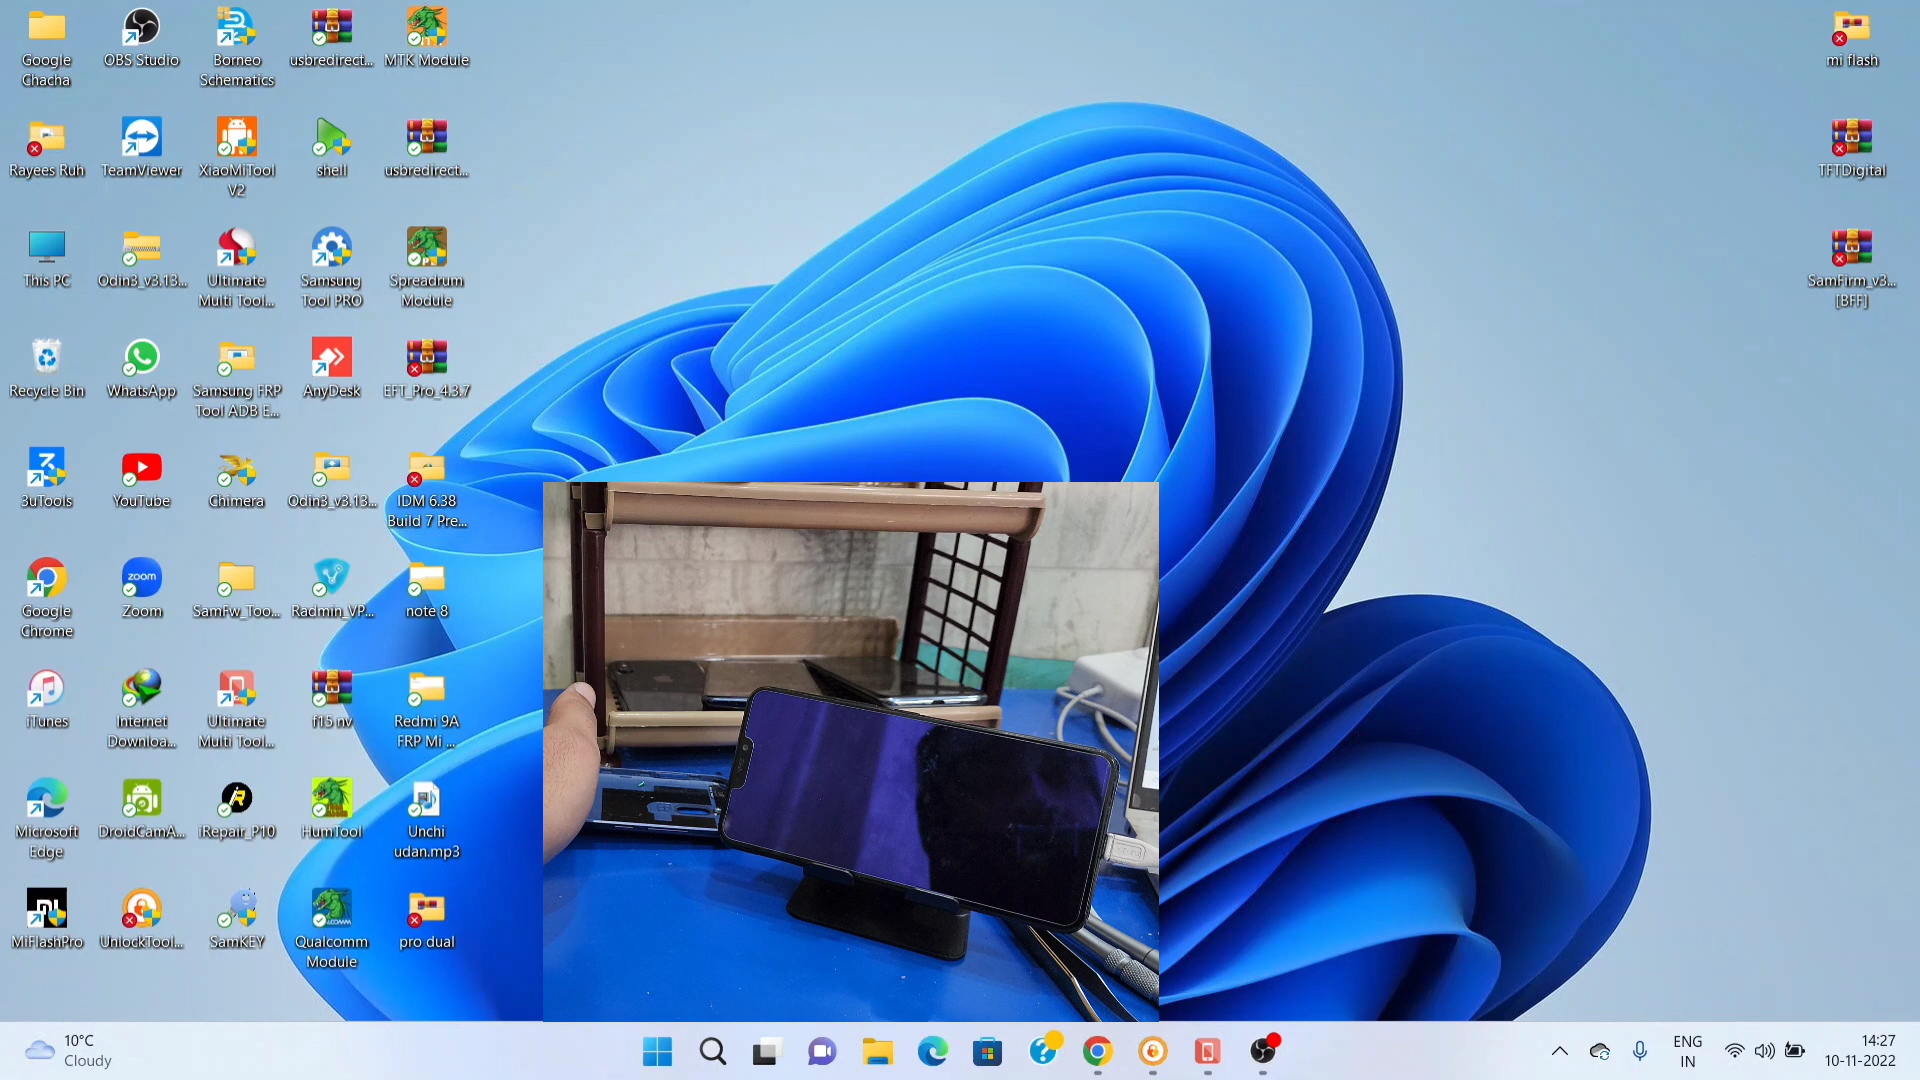 Google
Chacha
OBS Studio
Borneo
Schematics
usbredirect...
MTK Module
Rayees Ruh
TeamViewer
XiaoMiTool
V2
shell
usbredirect...
This PC
Odin3_v3.13...
Ultimate
Multi Tool...
Samsung
Tool PRO
Spreadrum
Module
Recycle Bin
WhatsApp
Samsung FRP
Tool ADB E...
AnyDesk
EFT_Pro_4.3.7
3uTools
YouTube
Chimera
Odin3_v3.13...
IDM 6.38
Build 7 Pre...
Google
Chrome
zoom
Zoom
SamFw_Too...
Radmin_VP...
note 8
iTunes
Internet
Downloa...
Ultimate
Multi Tool...
f15 nv
Redmi 9A
FRP Mi ...
Microsoft
Edge
DroidCamA...
iRepair_P10
HumTool
Unchi
udan.mp3
MiFlashPro
UnlockTool...
SamKEY
Qualcomm
Module
pro dual
mi flash
TFTDigital
SamFirm_v3...
[BFF]
10°C
Cloudy
ENG
IN
14:27
10-11-2022